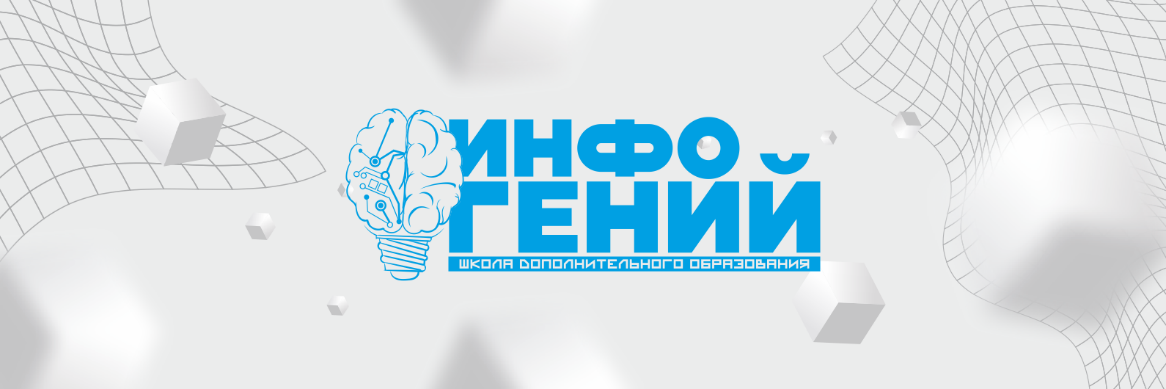 ИНФО
ГЕНИЙ
ШКОЛА ДОПОЛНИТЕЛЬНОГО ОБРАЗОВАНИЯ